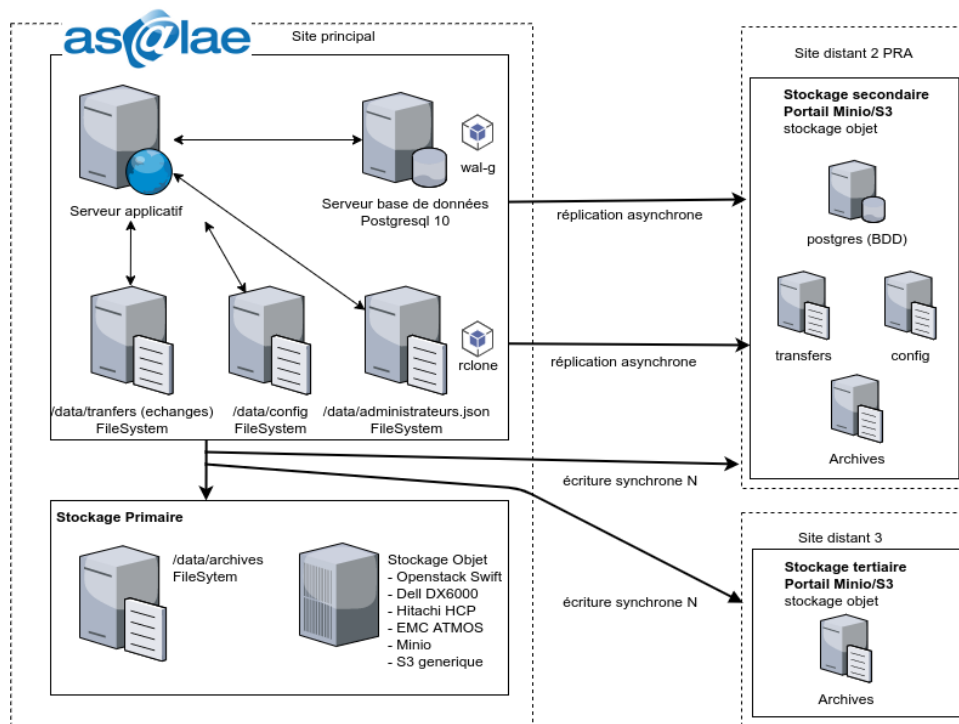 as@lae
Site principal
Serveur applicatif
wal-g
Serveur base de données
Postgresql 10
/data/tranfers (echanges)
FileSystem
/data/config
FileSystem
/data/administrateurs.json
FileSystem
rclone
réplication asynchrone
réplication asynchrone
écriture synchrone N
écriture synchrone N
Stockage Primaire
/data/archives
FileSytem
Stockage Objet
- Openstack Swift
- Dell DX6000
- Hitachi HCP
- EMC ATMOS
- Minio
- S3 generique
Site distant 2 PRA
Stockage secondaire
Portail Minio/S3
stockage objet
postgres (BDD)
transfers
config
Archives
Site distant 3
Stockage tertiaire
Portail Minio/S3
stockage objet
Archives